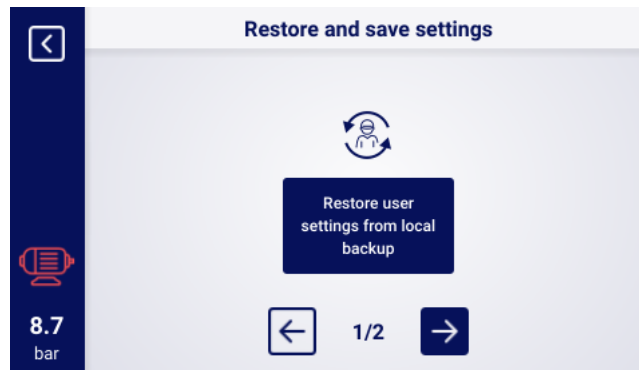 Restore and save settings
Restore user
settings from local
backup
8.7
bar
1/2